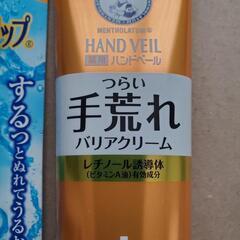 MENTHOLATUM
HAND VEIL
薬用 ハンドベール
つらい
手荒れ
バリアクリーム
レチノール誘導体
(ビタミンA油)有効成分
ップ
するっとぬれてうるお